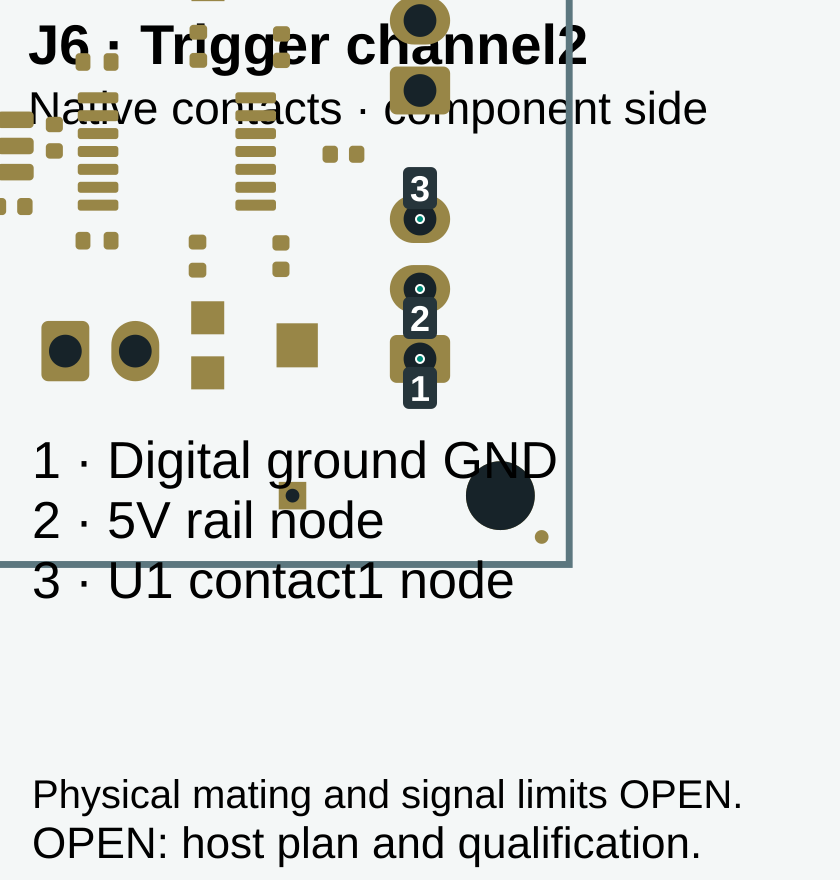 J6 · Trigger channel2
Native contacts · component side
3
2
1
1 · Digital ground GND
2 · 5V rail node
3 · U1 contact1 node
Physical mating and signal limits OPEN.
OPEN: host plan and qualification.